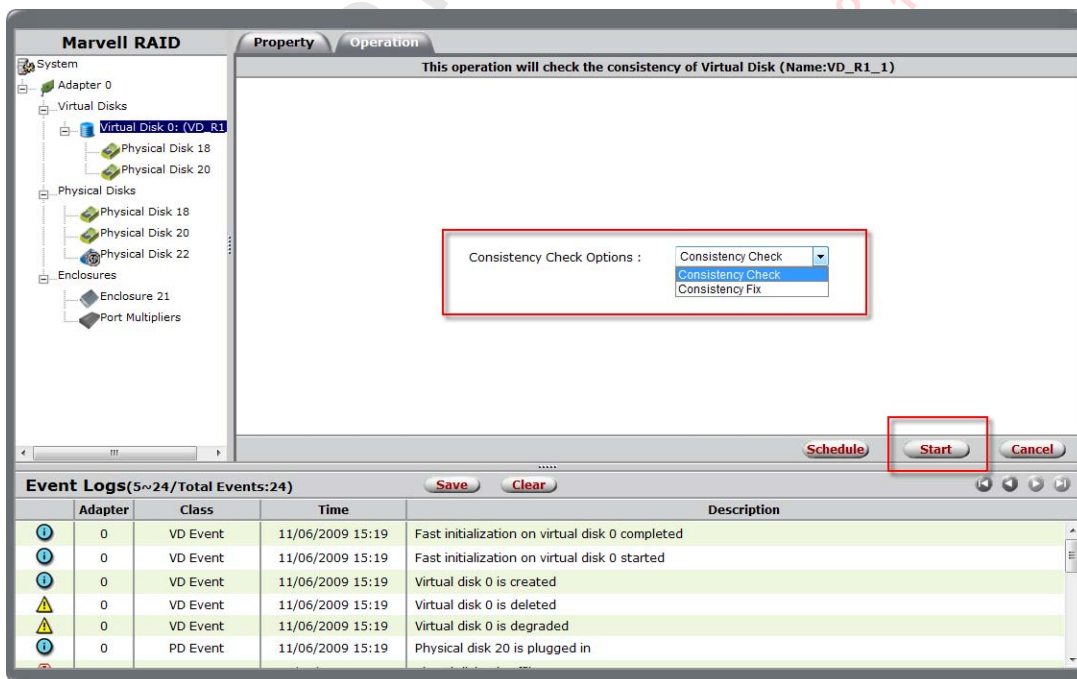 Marvell RAID
System
Adapter 0
Virtual Disks
Virtual Disk 0: (VD_R1
Physical Disk 18
Physical Disk 20
Physical Disks
Physical Disk 18
Physical Disk 20
Physical Disk 22
Enclosures
Enclosure 21
Port Multipliers
Property Operation
This operation will check the consistency of Virtual Disk (Name:VD_R1_1)
Consistency Check Options : Consistency Check
Consistency Check
Consistency Fix
Schedule Start Cancel
Event Logs(5~24/Total Events:24) Save Clear
Adapter Class Time Description
0 VD Event 11/06/2009 15:19 Fast initialization on virtual disk 0 completed
0 VD Event 11/06/2009 15:19 Fast initialization on virtual disk 0 started
0 VD Event 11/06/2009 15:19 Virtual disk 0 is created
0 VD Event 11/06/2009 15:19 Virtual disk 0 is deleted
0 VD Event 11/06/2009 15:19 Virtual disk 0 is degraded
0 PD Event 11/06/2009 15:19 Physical disk 20 is plugged in